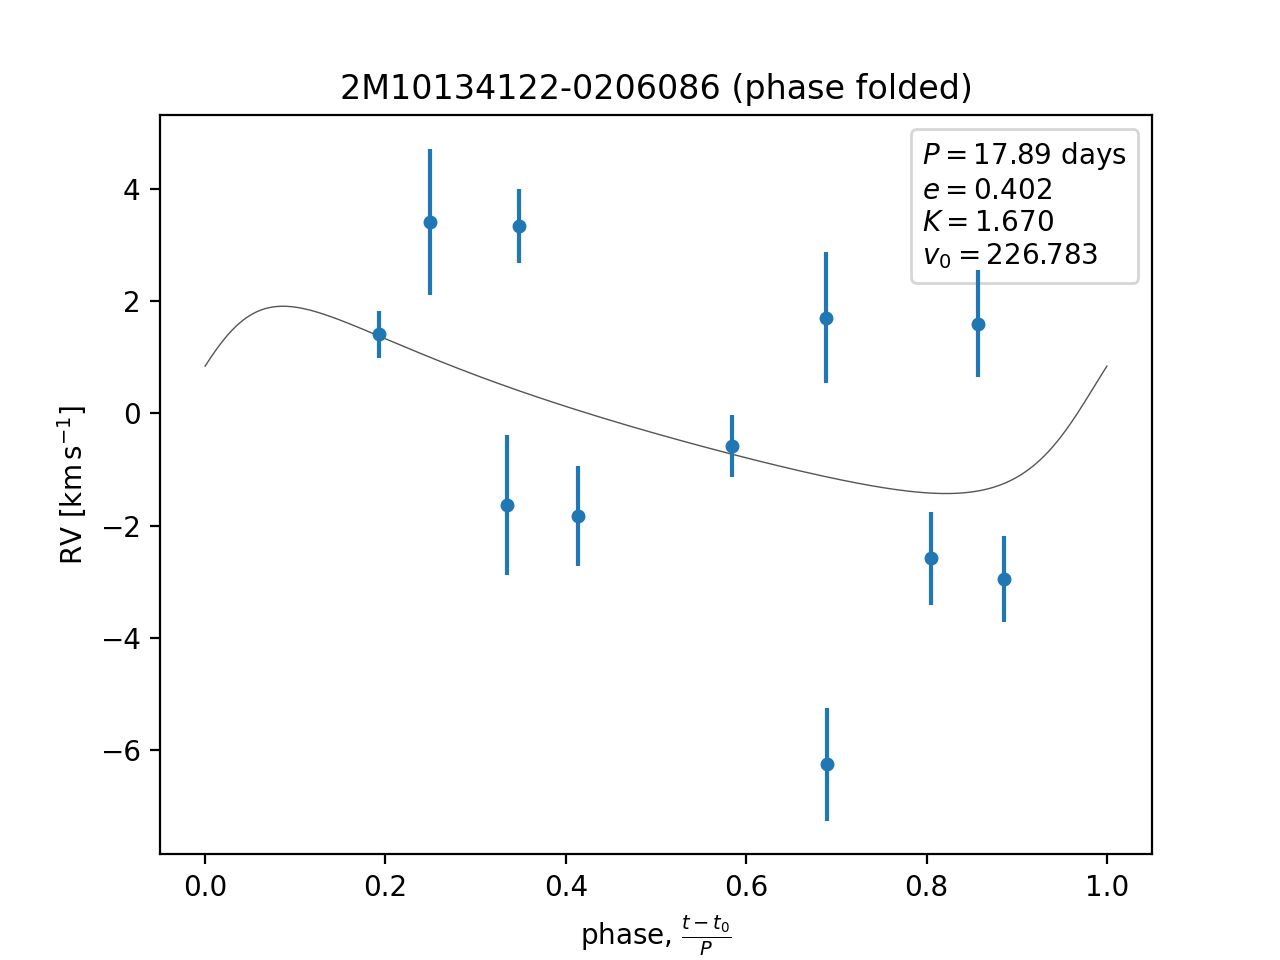 2M10134122-0206086 (phase folded)
P = 17.89 days
e = 0.402
K = 1.670
v₀ = 226.783
4
2
0
−2
−4
−6
RV [km s⁻¹]
0.0 0.2 0.4 0.6 0.8 1.0
phase, (t − t₀)/P